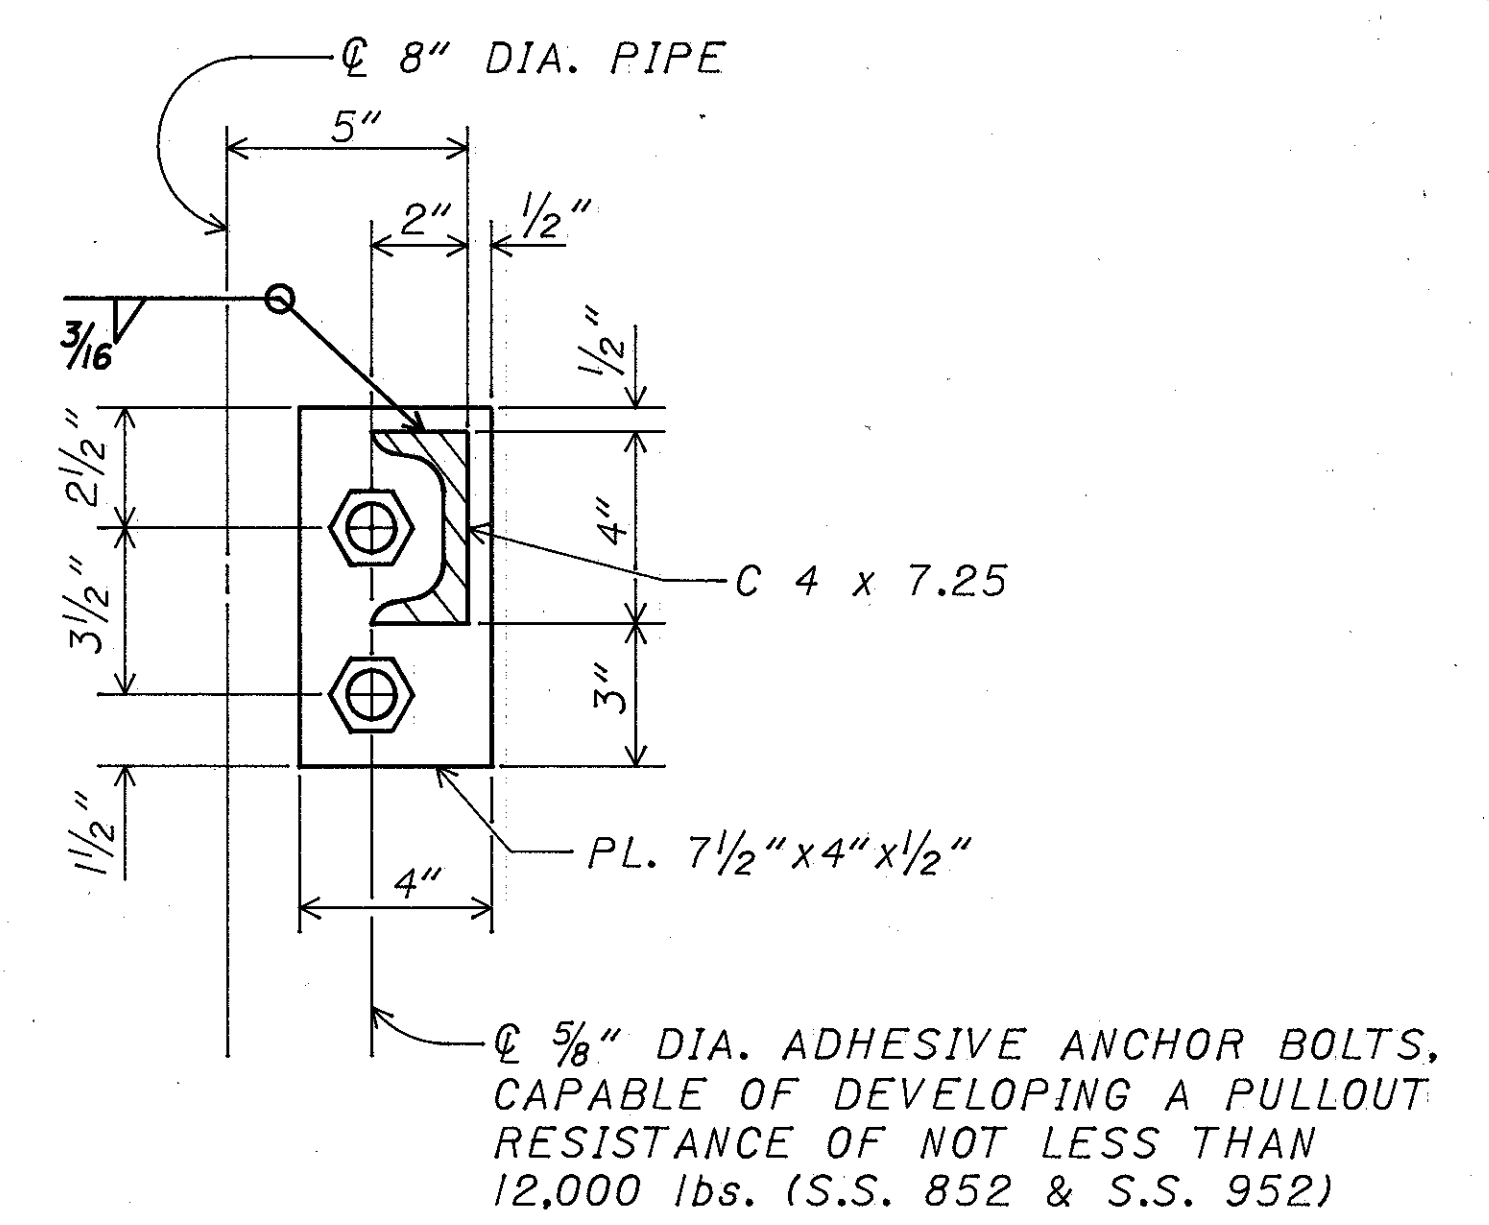 ℄ 8" DIA. PIPE
5"
2"
1/2"
3/16
1/2"
2 1/2"
4"
C 4 x 7.25
3 1/2"
3"
1 1/2"
PL. 7 1/2"x4"x1/2"
4"
℄ 5/8" DIA. ADHESIVE ANCHOR BOLTS,
CAPABLE OF DEVELOPING A PULLOUT
RESISTANCE OF NOT LESS THAN
12,000 lbs. (S.S. 852 & S.S. 952)